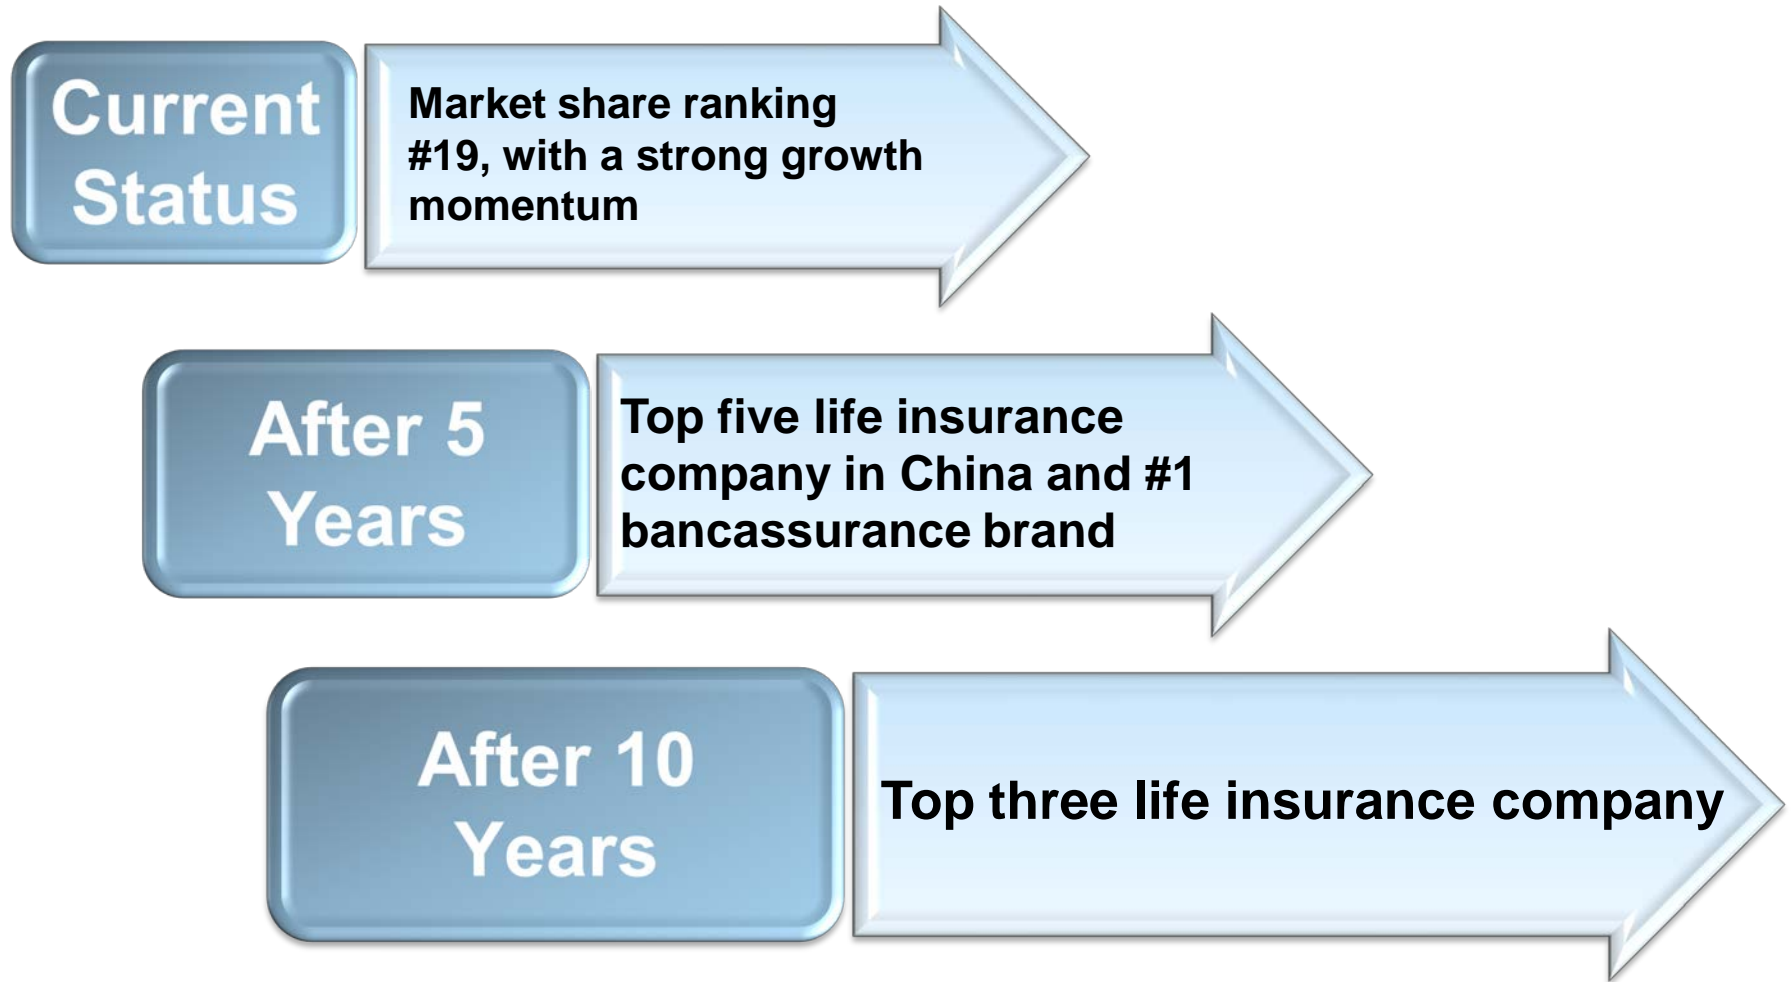 Current
Status
Market share ranking
#19, with a strong growth
momentum
After 5
Years
Top five life insurance
company in China and #1
bancassurance brand
After 10
Years
Top three life insurance company